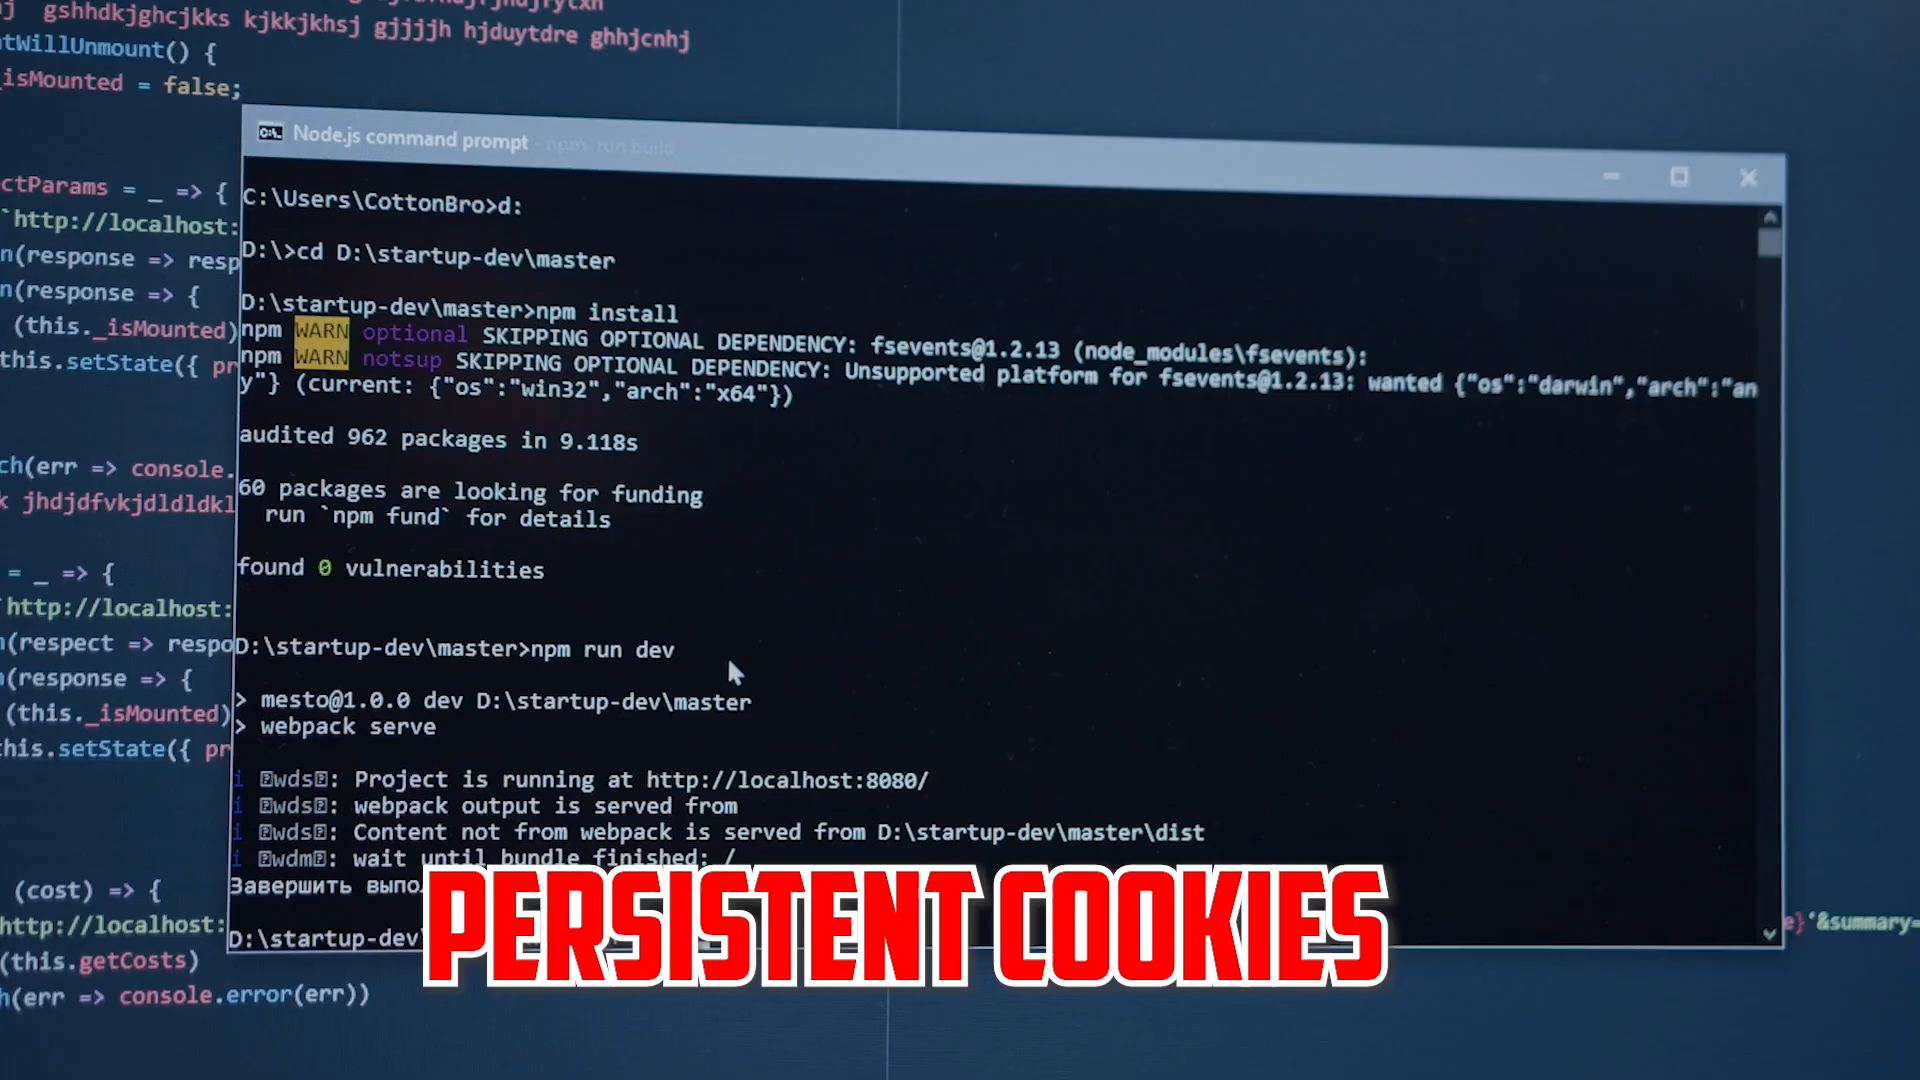 gshhdkjghcjkks kjkkjkhsj gjjjjh hjduytdre ghhjcnhj
tWillUnmount() {
_isMounted = false;
ctParams = _ => {
`http://localhost:
n(response => resp
n(response => {
(this._isMounted)
this.setState({ pr
ch(err => console.
k jhdjdfvkjdldldkl
= _ => {
`http://localhost:
n(respect => respo
n(response => {
(this._isMounted)
this.setState({ pr
(cost) => {
http://localhost:
(this.getCosts)
h(err => console.error(err))
Node.js command prompt - npm run build
C:\Users\CottonBro>d:
D:\>cd D:\startup-dev\master
D:\startup-dev\master>npm install
npm WARN optional SKIPPING OPTIONAL DEPENDENCY: fsevents@1.2.13 (node_modules\fsevents):
npm WARN notsup SKIPPING OPTIONAL DEPENDENCY: Unsupported platform for fsevents@1.2.13: wanted {"os":"darwin","arch":"an
y"} (current: {"os":"win32","arch":"x64"})
audited 962 packages in 9.118s
60 packages are looking for funding
run `npm fund` for details
found 0 vulnerabilities
D:\startup-dev\master>npm run dev
> mesto@1.0.0 dev D:\startup-dev\master
> webpack serve
i ⍰wds⍰: Project is running at http://localhost:8080/
i ⍰wds⍰: webpack output is served from
i ⍰wds⍰: Content not from webpack is served from D:\startup-dev\master\dist
i ⍰wdm⍰: wait until bundle finished: /
Завершить выпол
D:\startup-dev\
e}`&summary=
PERSISTENT COOKIES